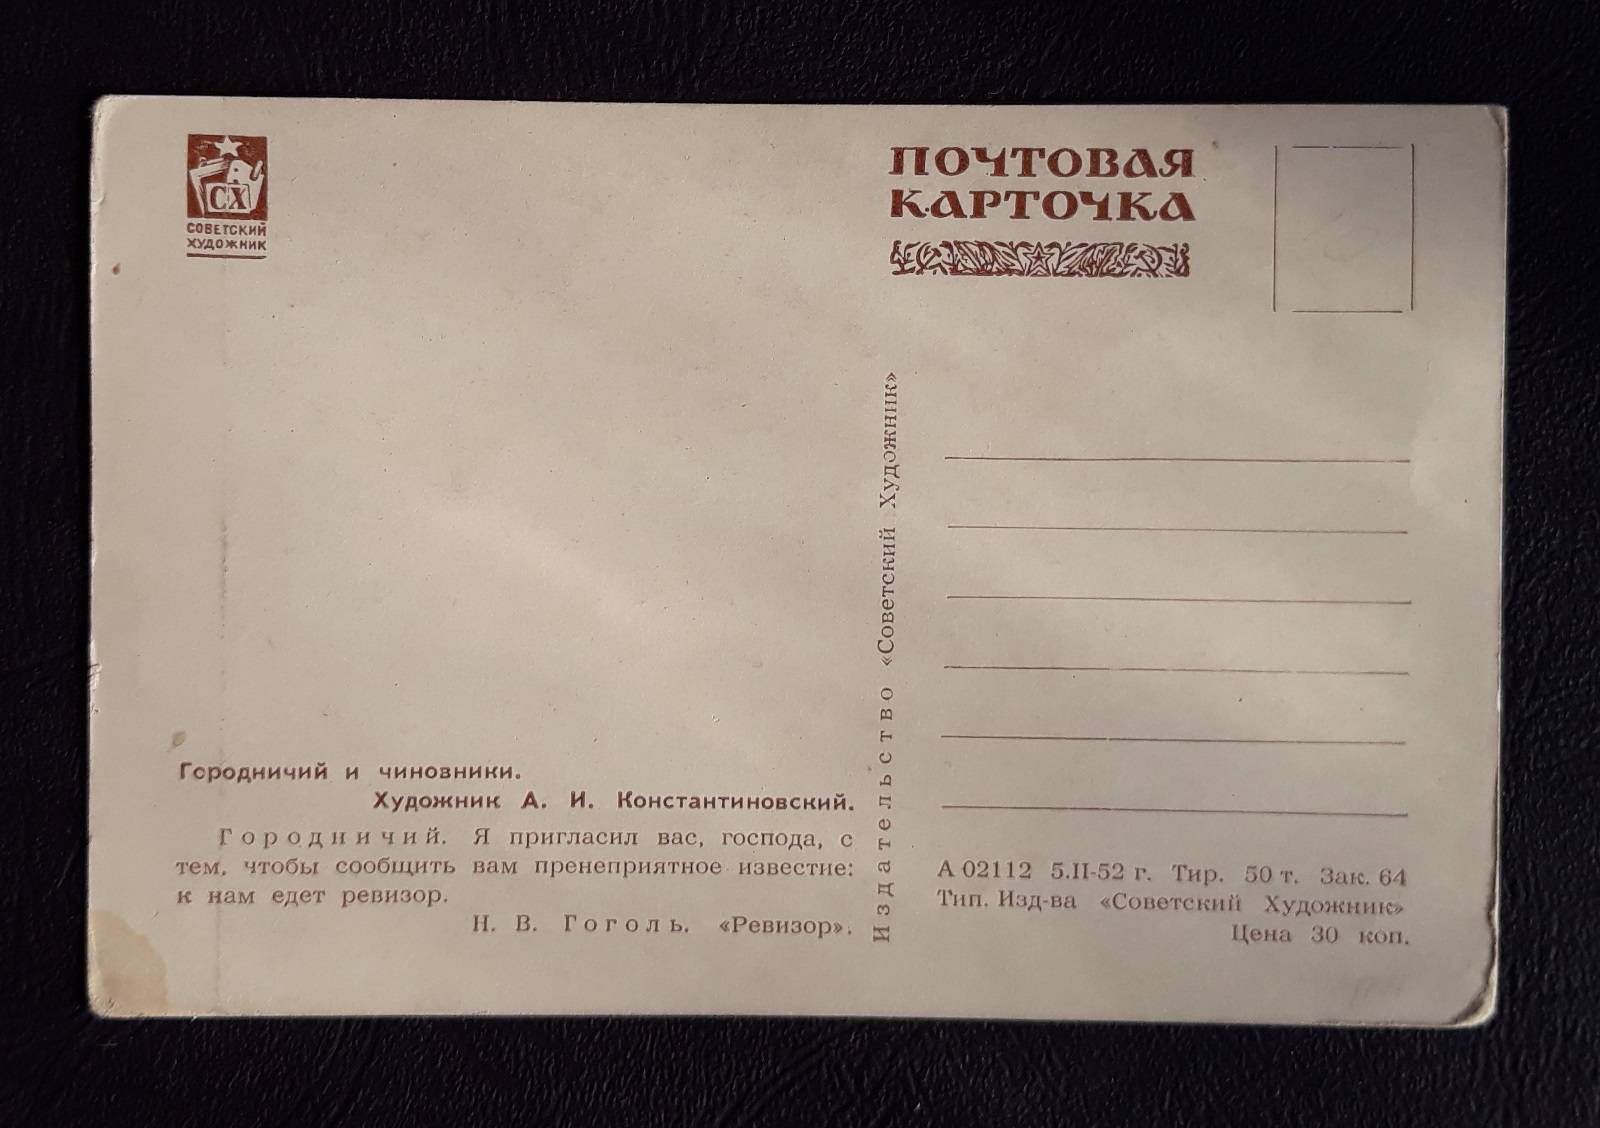 СХ
СОВЕТСКИЙ
ХУДОЖНИК
ПОЧТОВАЯ
КАРТОЧКА
Городничий и чиновники.
Художник А. И. Константиновский.
Городничий. Я пригласил вас, господа, с
тем, чтобы сообщить вам пренеприятное известие:
к нам едет ревизор.
Н. В. Гоголь. «Ревизор».
Издательство «Советский Художник»
А 02112 5.II-52 г. Тир. 50 т. Зак. 64
Тип. Изд-ва «Советский Художник»
Цена 30 коп.